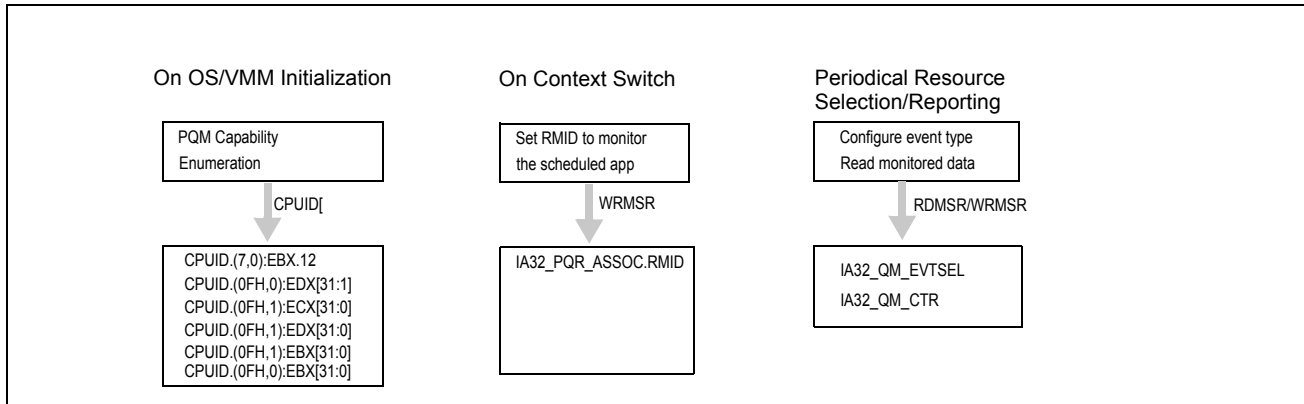 On OS/VMM Initialization
PQM Capability
Enumeration
CPUID[
CPUID.(7,0):EBX.12
CPUID.(0FH,0):EDX[31:1]
CPUID.(0FH,1):ECX[31:0]
CPUID.(0FH,1):EDX[31:0]
CPUID.(0FH,1):EBX[31:0]
CPUID.(0FH,0):EBX[31:0]
On Context Switch
Set RMID to monitor
the scheduled app
WRMSR
IA32_PQR_ASSOC.RMID
Periodical Resource
Selection/Reporting
Configure event type
Read monitored data
RDMSR/WRMSR
IA32_QM_EVTSEL
IA32_QM_CTR